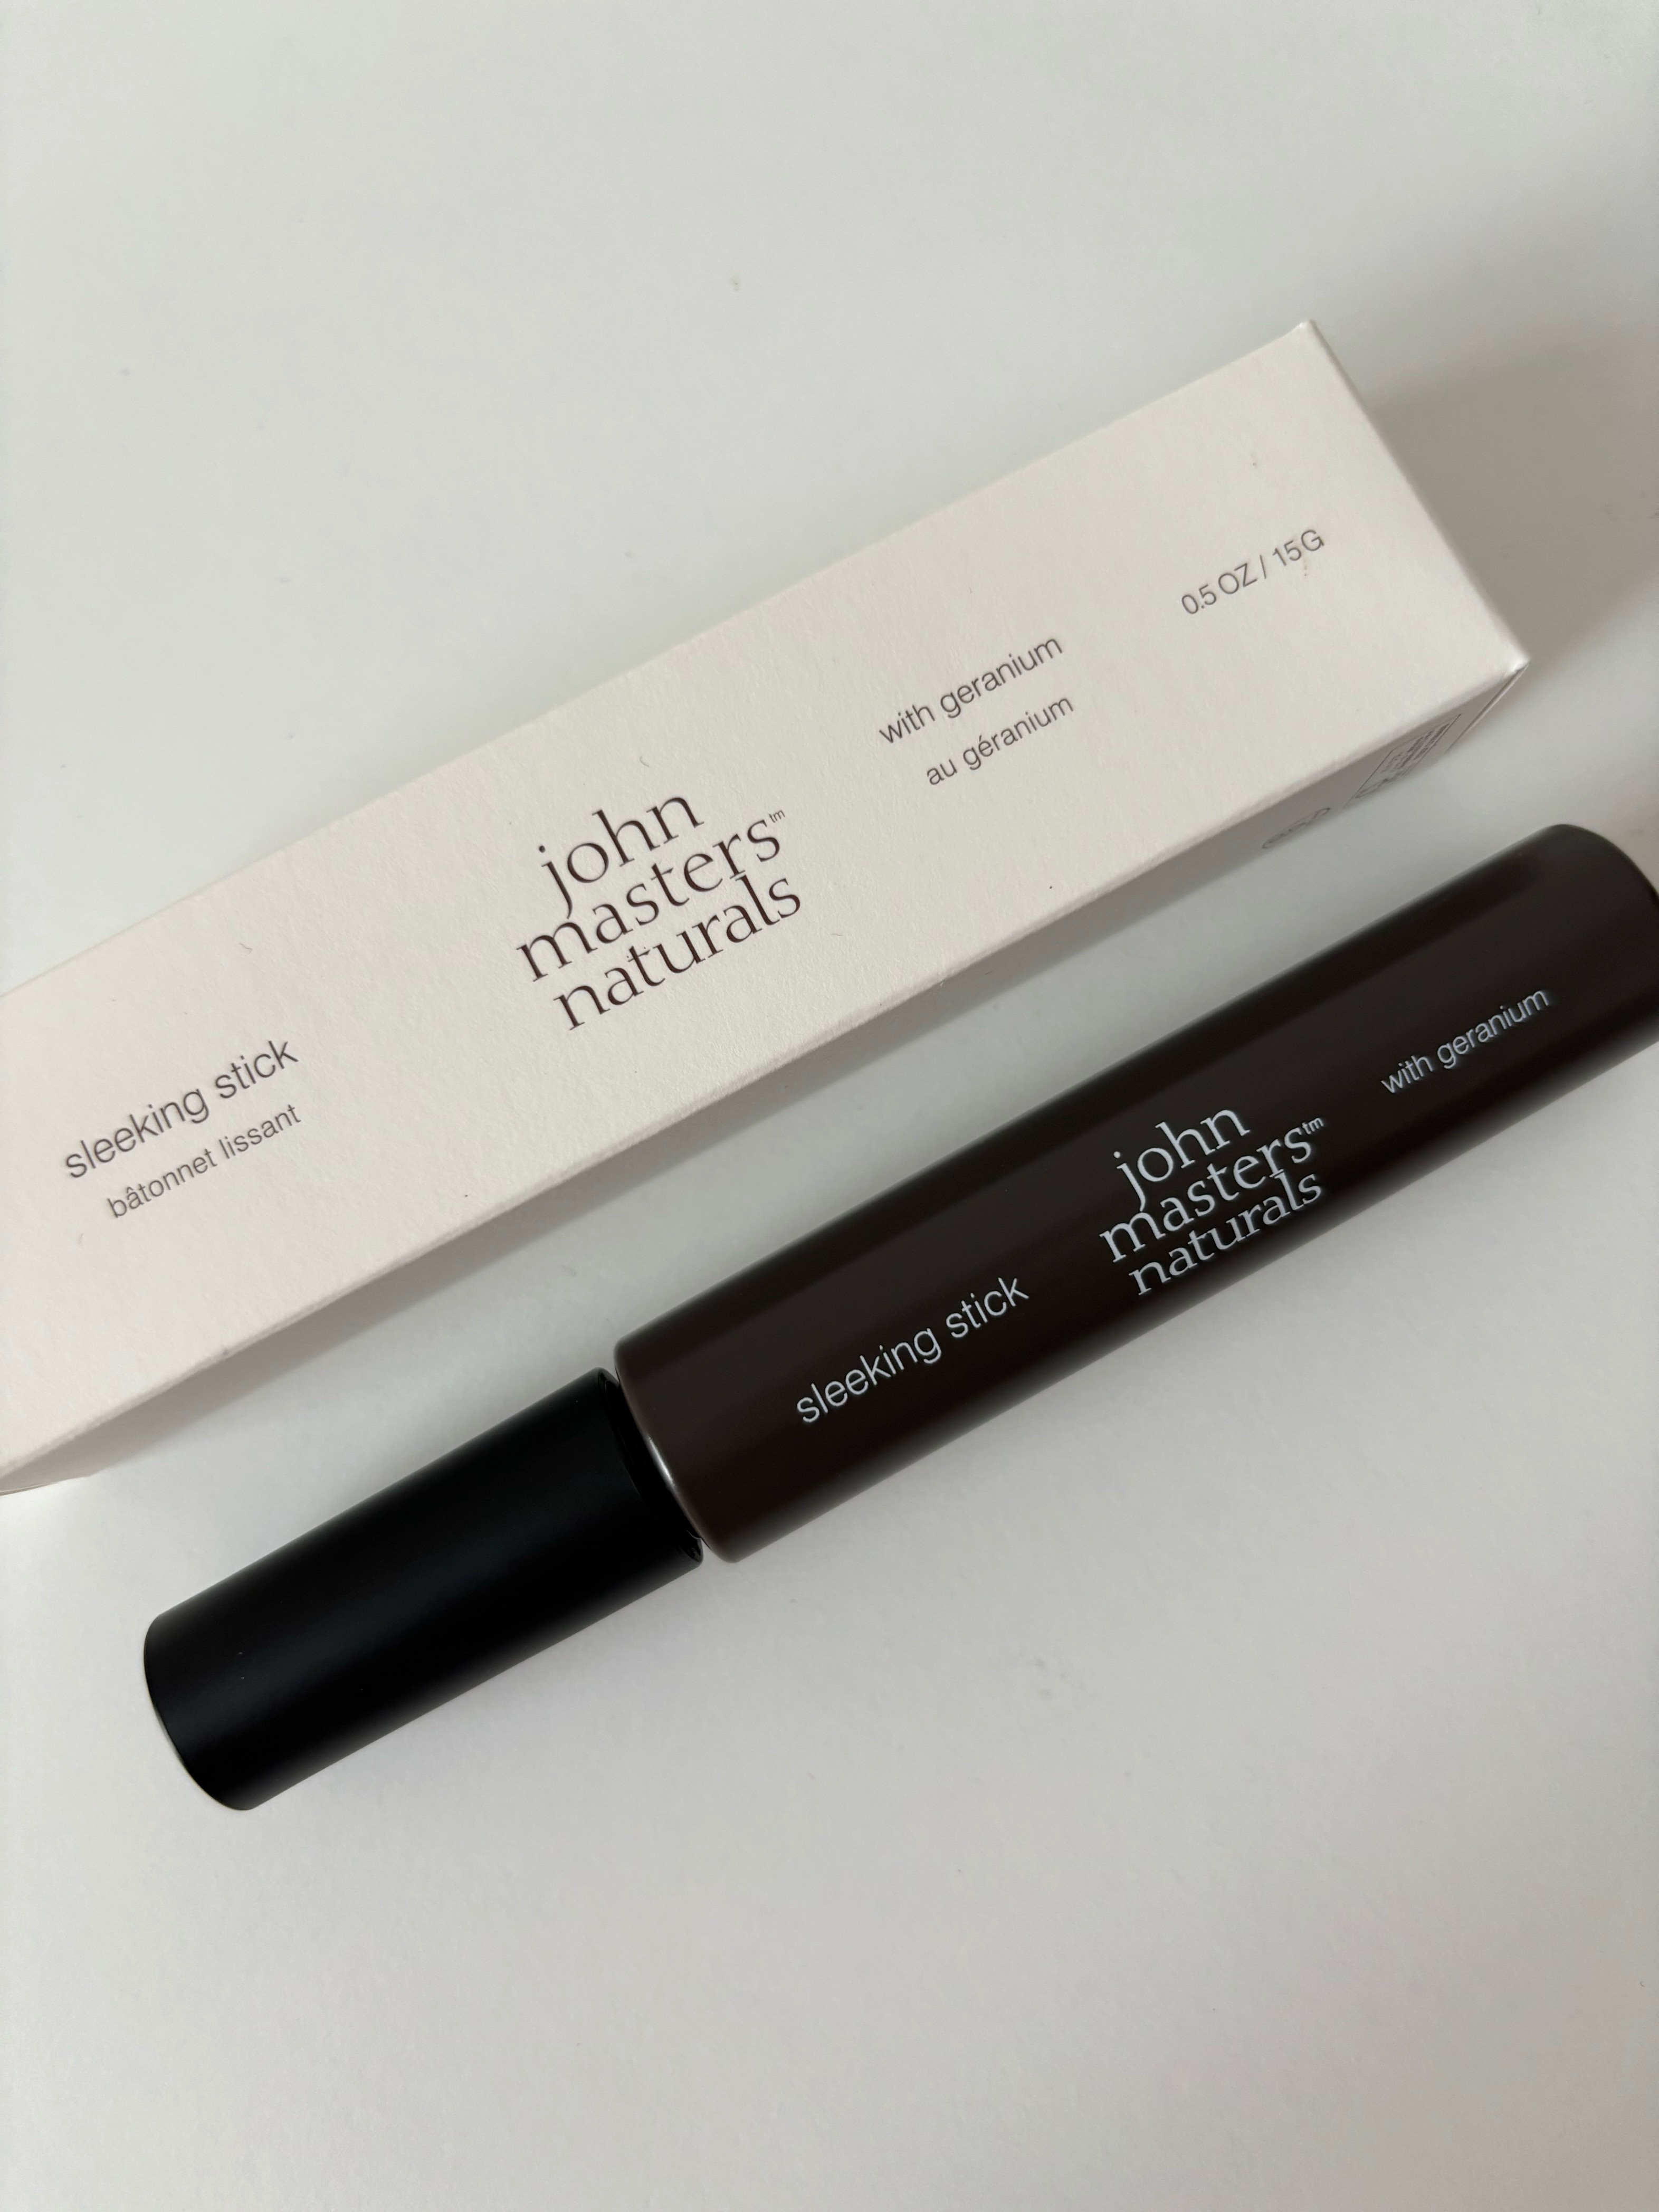 sleeking stick
bâtonnet lissant
john
masters™
naturals
with geranium
au géranium
0.5 OZ / 15G
sleeking stick
john
masters™
naturals
with geranium